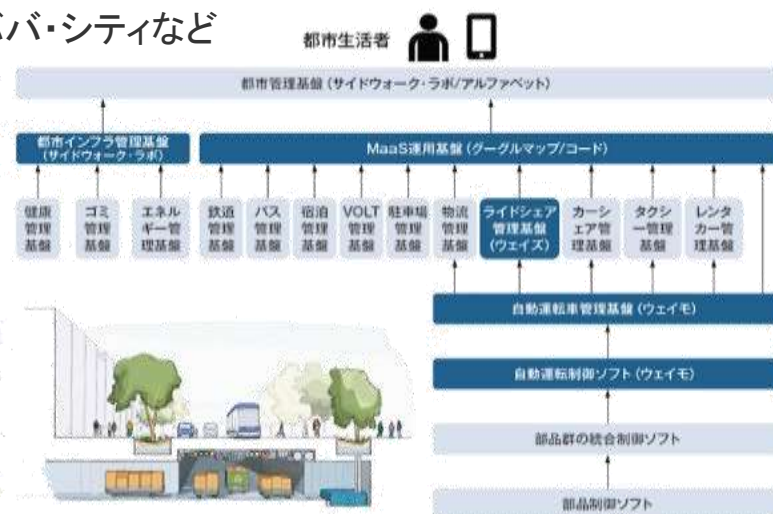 バ・シティなど
都市生活者
都市管理基盤（サイドウォーク・ラボ/アルファベット）
都市インフラ管理基盤
（サイドウォーク・ラボ）
MaaS運用基盤（グーグルマップ/コード）
健康
管理
基盤
ゴミ
管理
基盤
エネル
ギー管
理基盤
鉄道
管理
基盤
バス
管理
基盤
宿泊
管理
基盤
VOLT
管理
基盤
駐車場
管理
基盤
物流
管理
基盤
ライドシェア
管理基盤
（ウェイズ）
カーシ
ェア管
理基盤
タクシ
ー管理
基盤
レンタ
カー管
理基盤
自動運転車管理基盤（ウェイモ）
自動運転制御ソフト（ウェイモ）
部品群の統合制御ソフト
部品制御ソフト